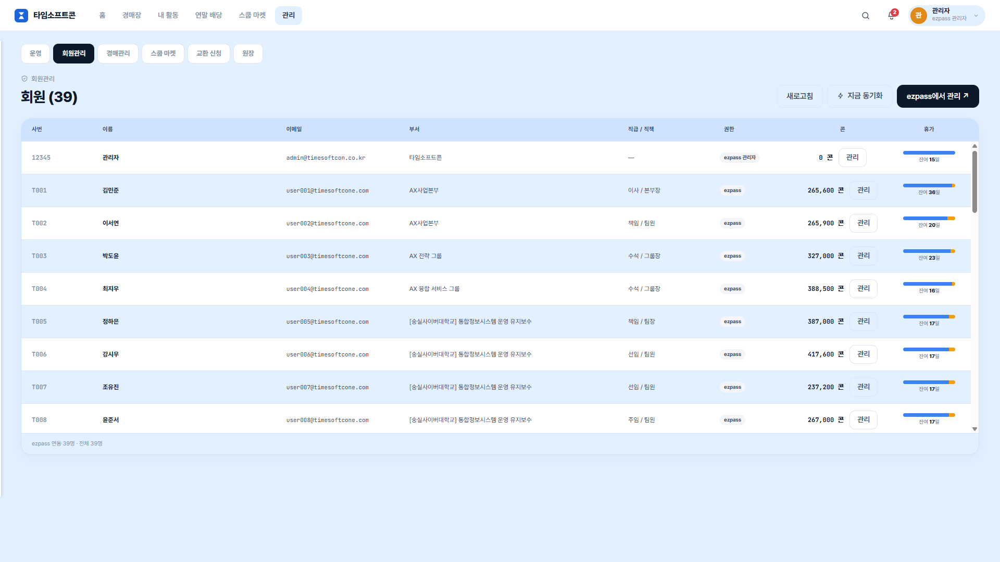 타임소프트콘 홈 경매장 내 활동 연말 배당 스쿱 마켓 관리 2 관 관리자
ezpass 관리자
운영 회원관리 경매관리 스쿱 마켓 교환 신청 원장
회원관리
회원 (39) 새로고침 지금 동기화 ezpass에서 관리
사번 이름 이메일 부서 직급 / 직책 권한 콘 휴가
12345 관리자 admin@timesoftcon.co.kr 타임소프트콘 — ezpass 관리자 0 콘 관리 잔여 15일
T001 김민준 user001@timesoftcone.com AX사업본부 이사 / 본부장 ezpass 265,600 콘 관리 잔여 36일
T002 이서연 user002@timesoftcone.com AX사업본부 책임 / 팀원 ezpass 265,900 콘 관리 잔여 20일
T003 박도윤 user003@timesoftcone.com AX 전략 그룹 수석 / 그룹장 ezpass 327,000 콘 관리 잔여 23일
T004 최지우 user004@timesoftcone.com AX 융합 서비스 그룹 수석 / 그룹장 ezpass 388,500 콘 관리 잔여 16일
T005 정하은 user005@timesoftcone.com [숭실사이버대학교] 통합정보시스템 운영 유지보수 책임 / 팀장 ezpass 387,000 콘 관리 잔여 17일
T006 강시우 user006@timesoftcone.com [숭실사이버대학교] 통합정보시스템 운영 유지보수 선임 / 팀원 ezpass 417,600 콘 관리 잔여 17일
T007 조유진 user007@timesoftcone.com [숭실사이버대학교] 통합정보시스템 운영 유지보수 선임 / 팀원 ezpass 237,200 콘 관리 잔여 17일
T008 윤준서 user008@timesoftcone.com [숭실사이버대학교] 통합정보시스템 운영 유지보수 주임 / 팀원 ezpass 267,000 콘 관리 잔여 17일
ezpass 연동 39명 · 전체 39명